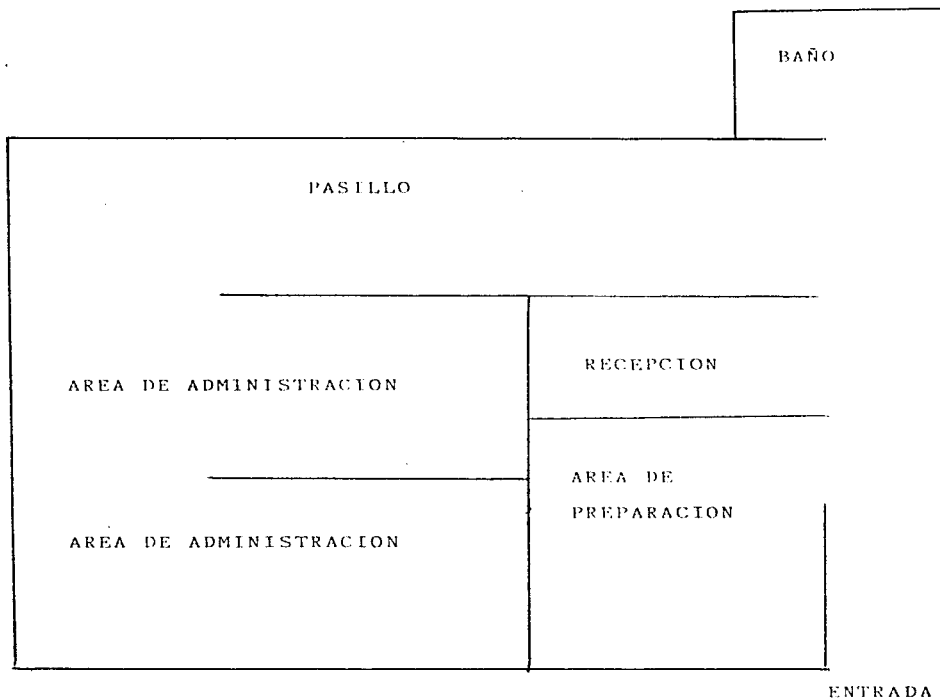 BAÑO
PASILLO
RECEPCION
AREA DE ADMINISTRACION
AREA DE
PREPARACION
AREA DE ADMINISTRACION
ENTRADA